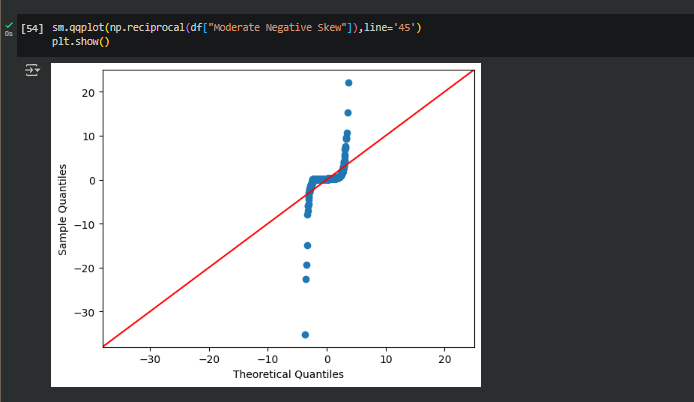 [54] sm.qqplot(np.reciprocal(df["Moderate Negative Skew"]),line='45')
plt.show()
0s
20
10
0
−10
−20
−30
Sample Quantiles
−30 −20 −10 0 10 20
Theoretical Quantiles